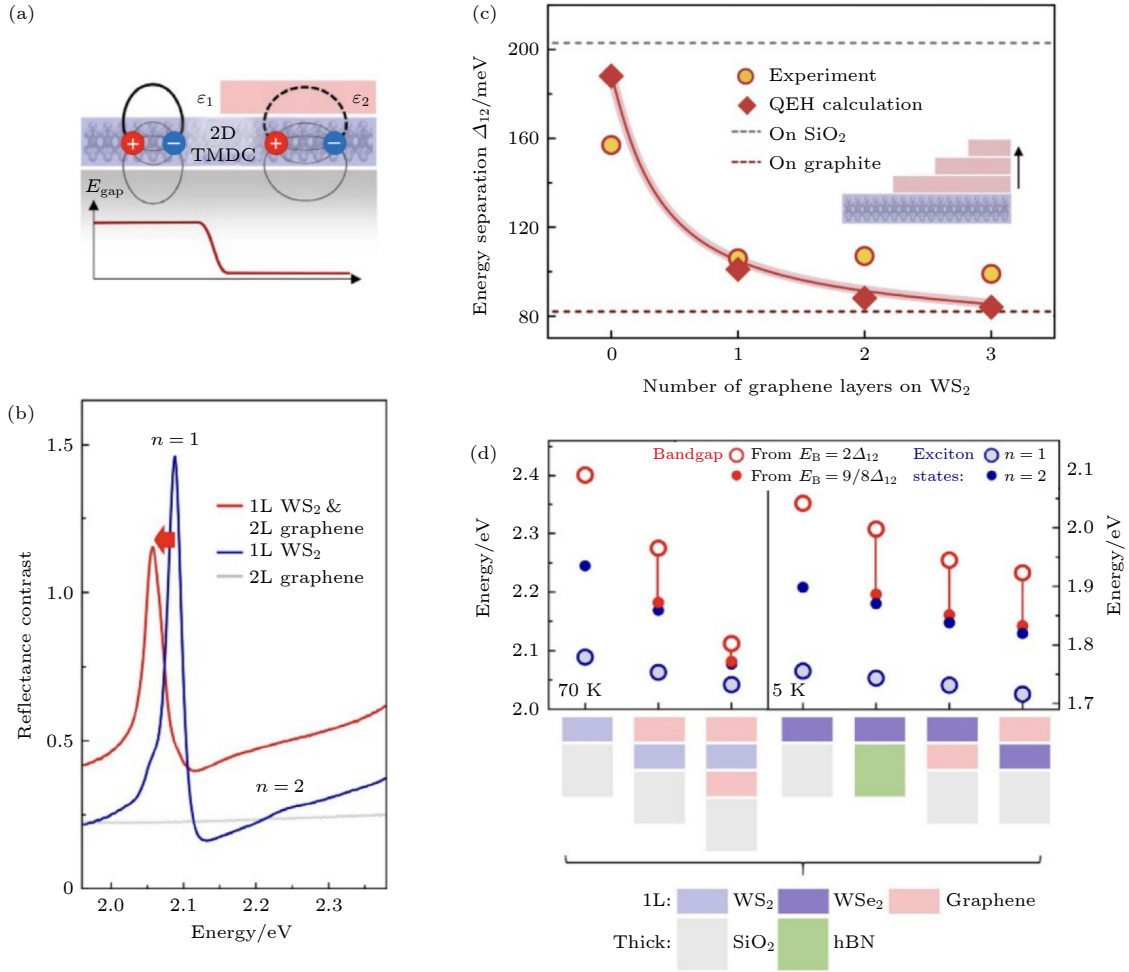 (a)
ε₁
ε₂
+
−
+
−
2D
TMDC
E_gap
(c)
Energy separation Δ₁₂/meV
200
160
120
80
0
1
2
3
Number of graphene layers on WS₂
Experiment
QEH calculation
On SiO₂
On graphite
(b)
Reflectance contrast
1.5
1.0
0.5
0
2.0
2.1
2.2
2.3
Energy/eV
n = 1
n = 2
1L WS₂ &
2L graphene
1L WS₂
2L graphene
(d)
Bandgap
From E_B = 2Δ₁₂
From E_B = 9/8Δ₁₂
Exciton
states:
n = 1
n = 2
Energy/eV
2.4
2.3
2.2
2.1
2.0
70 K
5 K
2.1
2.0
1.9
1.8
1.7
Energy/eV
1L:
WS₂
WSe₂
Graphene
Thick:
SiO₂
hBN